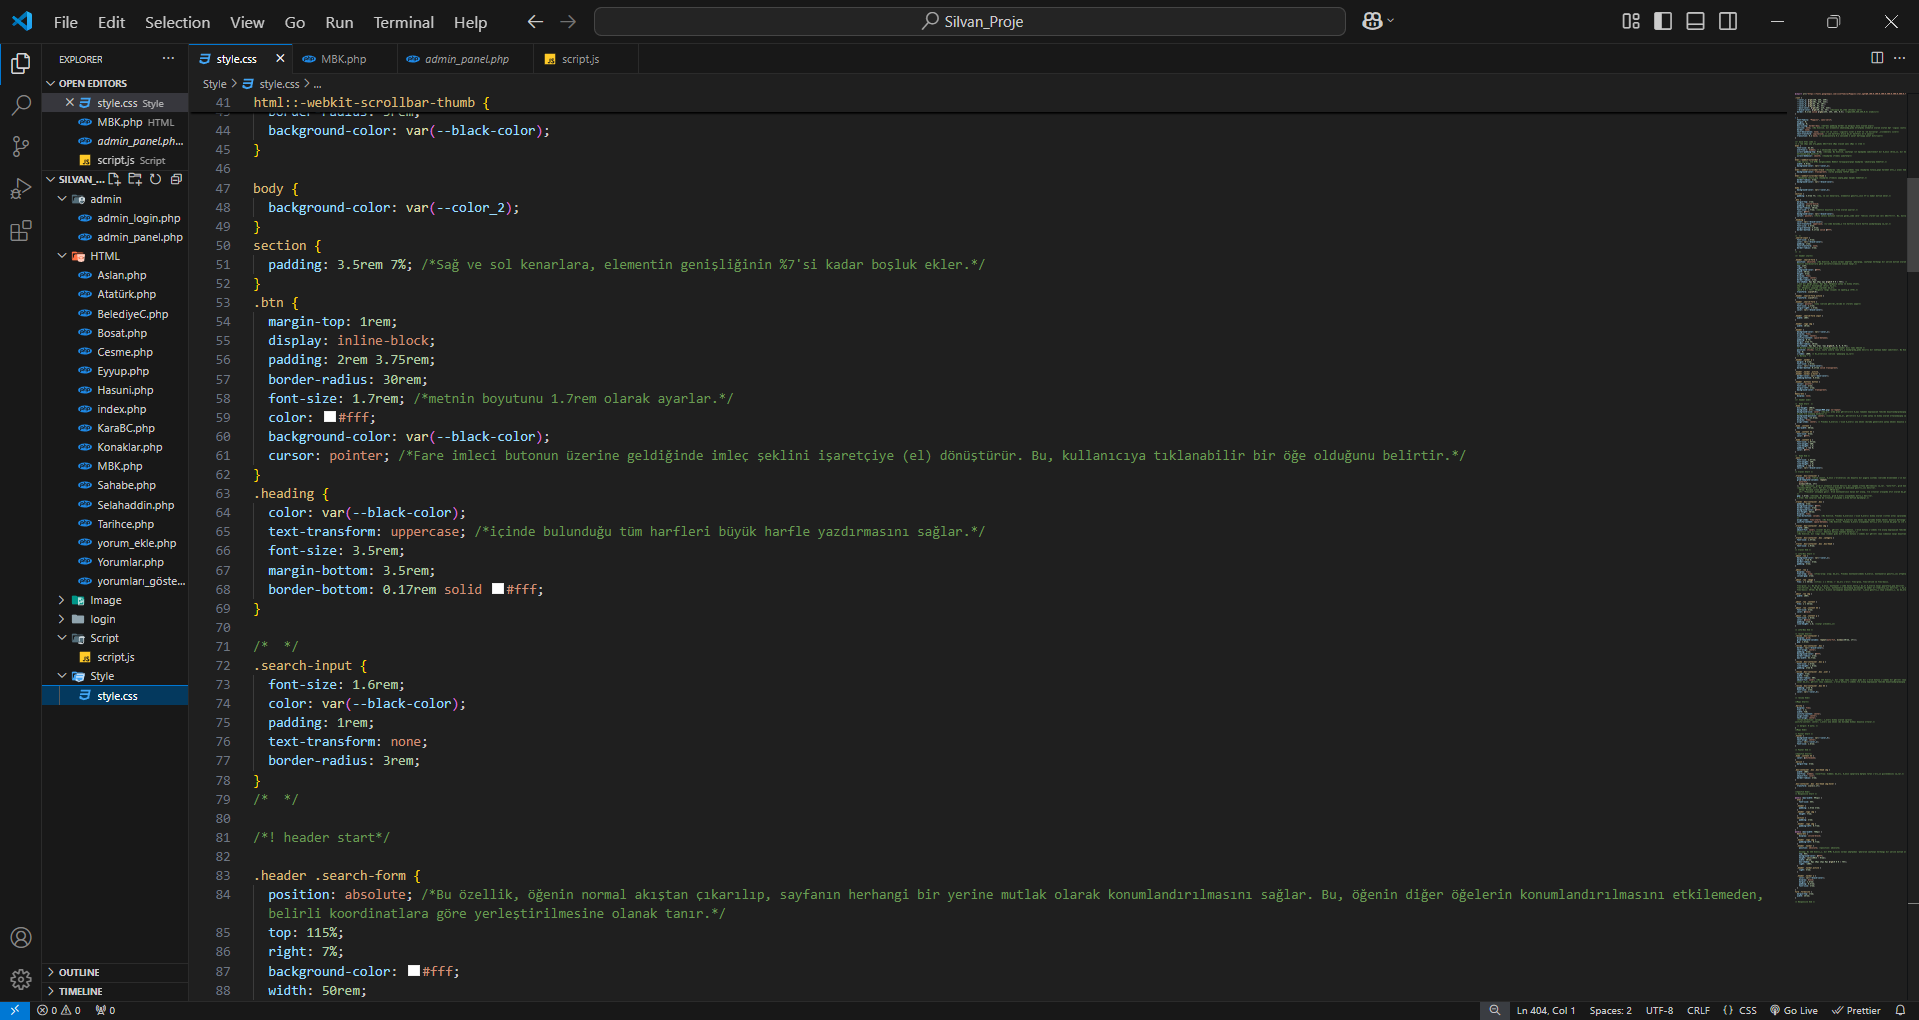 File Edit Selection View Go Run Terminal Help
Silvan_Proje
EXPLORER
style.css
MBK.php
admin_panel.php
script.js
OPEN EDITORS
style.css Style
MBK.php HTML
admin_panel.ph...
script.js Script
SILVAN_...
admin
admin_login.php
admin_panel.php
HTML
Aslan.php
Atatürk.php
BelediyeC.php
Bosat.php
Cesme.php
Eyyup.php
Hasuni.php
index.php
KaraBC.php
Konaklar.php
MBK.php
Sahabe.php
Selahaddin.php
Tarihce.php
yorum_ekle.php
Yorumlar.php
yorumları_göste...
Image
login
Script
script.js
Style
style.css
OUTLINE
TIMELINE
Style > style.css > ...
41 html::-webkit-scrollbar-thumb {
44 background-color: var(--black-color);
45 }
46
47 body {
48 background-color: var(--color_2);
49 }
50 section {
51 padding: 3.5rem 7%; /*Sağ ve sol kenarlara, elementin genişliğinin %7'si kadar boşluk ekler.*/
52 }
53 .btn {
54 margin-top: 1rem;
55 display: inline-block;
56 padding: 2rem 3.75rem;
57 border-radius: 30rem;
58 font-size: 1.7rem; /*metnin boyutunu 1.7rem olarak ayarlar.*/
59 color: #fff;
60 background-color: var(--black-color);
61 cursor: pointer; /*Fare imleci butonun üzerine geldiğinde imleç şeklini işaretçiye (el) dönüştürür. Bu, kullanıcıya tıklanabilir bir öğe olduğunu belirtir.*/
62 }
63 .heading {
64 color: var(--black-color);
65 text-transform: uppercase; /*içinde bulunduğu tüm harfleri büyük harfle yazdırmasını sağlar.*/
66 font-size: 3.5rem;
67 margin-bottom: 3.5rem;
68 border-bottom: 0.17rem solid #fff;
69 }
70
71 /* */
72 .search-input {
73 font-size: 1.6rem;
74 color: var(--black-color);
75 padding: 1rem;
76 text-transform: none;
77 border-radius: 3rem;
78 }
79 /* */
80
81 /*! header start*/
82
83 .header .search-form {
84 position: absolute; /*Bu özellik, öğenin normal akıştan çıkarılıp, sayfanın herhangi bir yerine mutlak olarak konumlandırılmasını sağlar. Bu, öğenin diğer öğelerin konumlandırılmasını etkilemeden,
belirli koordinatlara göre yerleştirilmesine olanak tanır.*/
85 top: 115%;
86 right: 7%;
87 background-color: #fff;
88 width: 50rem;
0 0 0
Ln 404, Col 1 Spaces: 2 UTF-8 CRLF {} CSS Go Live Prettier